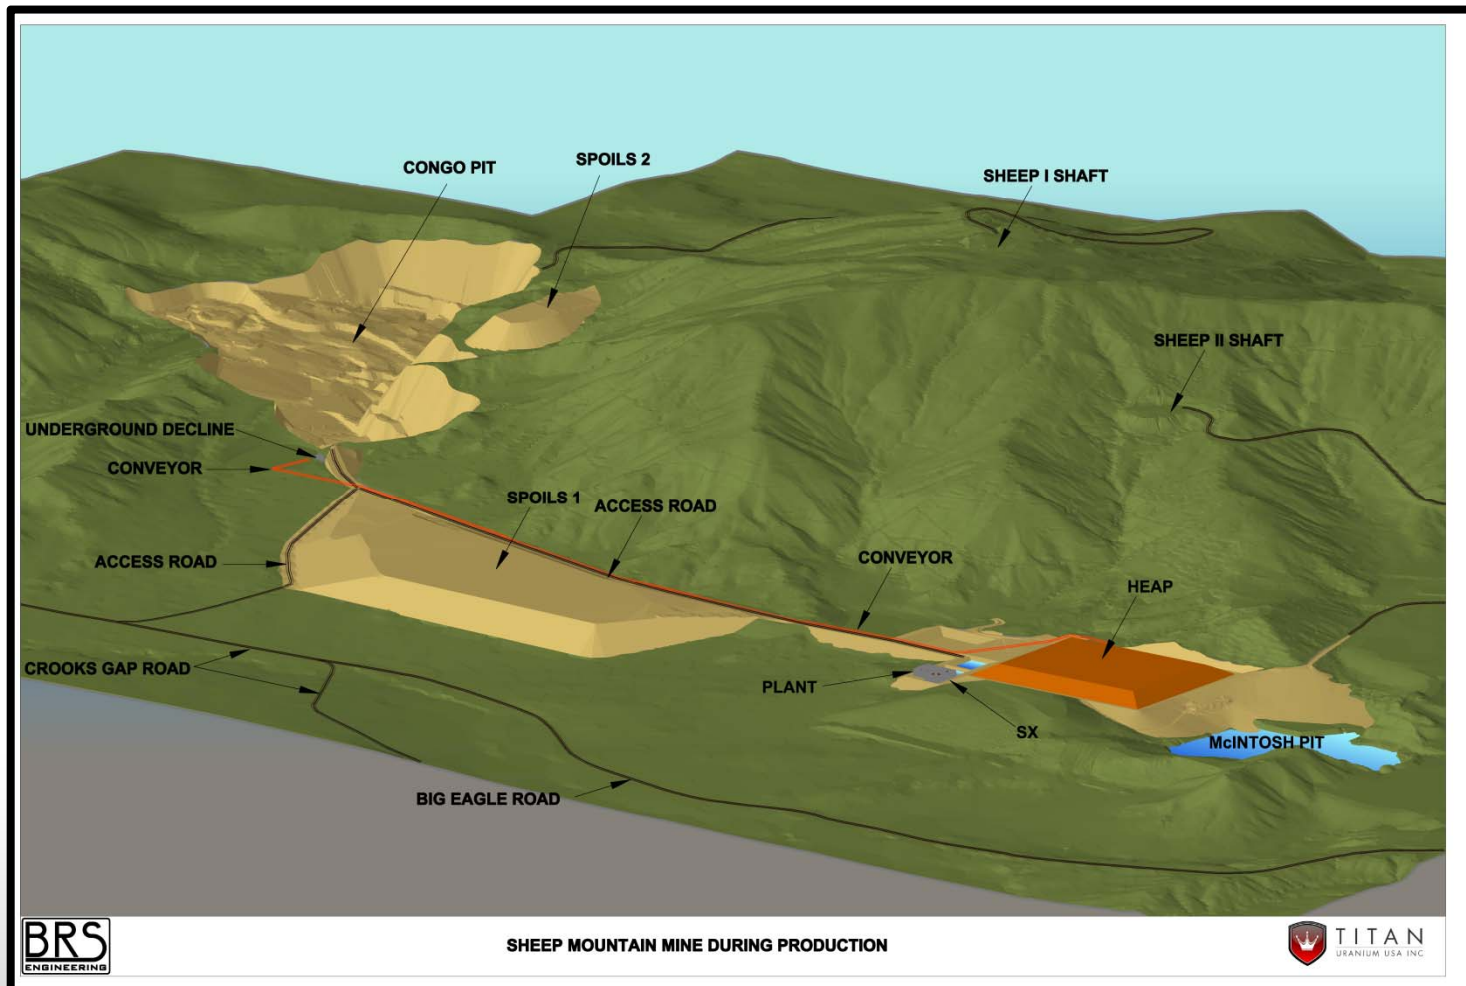 SPOILS 2
CONGO PIT
SHEEP I SHAFT
SHEEP II SHAFT
UNDERGROUND DECLINE
CONVEYOR
SPOILS 1
ACCESS ROAD
ACCESS ROAD
CONVEYOR
HEAP
CROOKS GAP ROAD
PLANT
SX
McINTOSH PIT
BIG EAGLE ROAD
BRS
ENGINEERING
SHEEP MOUNTAIN MINE DURING PRODUCTION
TITAN
URANIUM USA INC